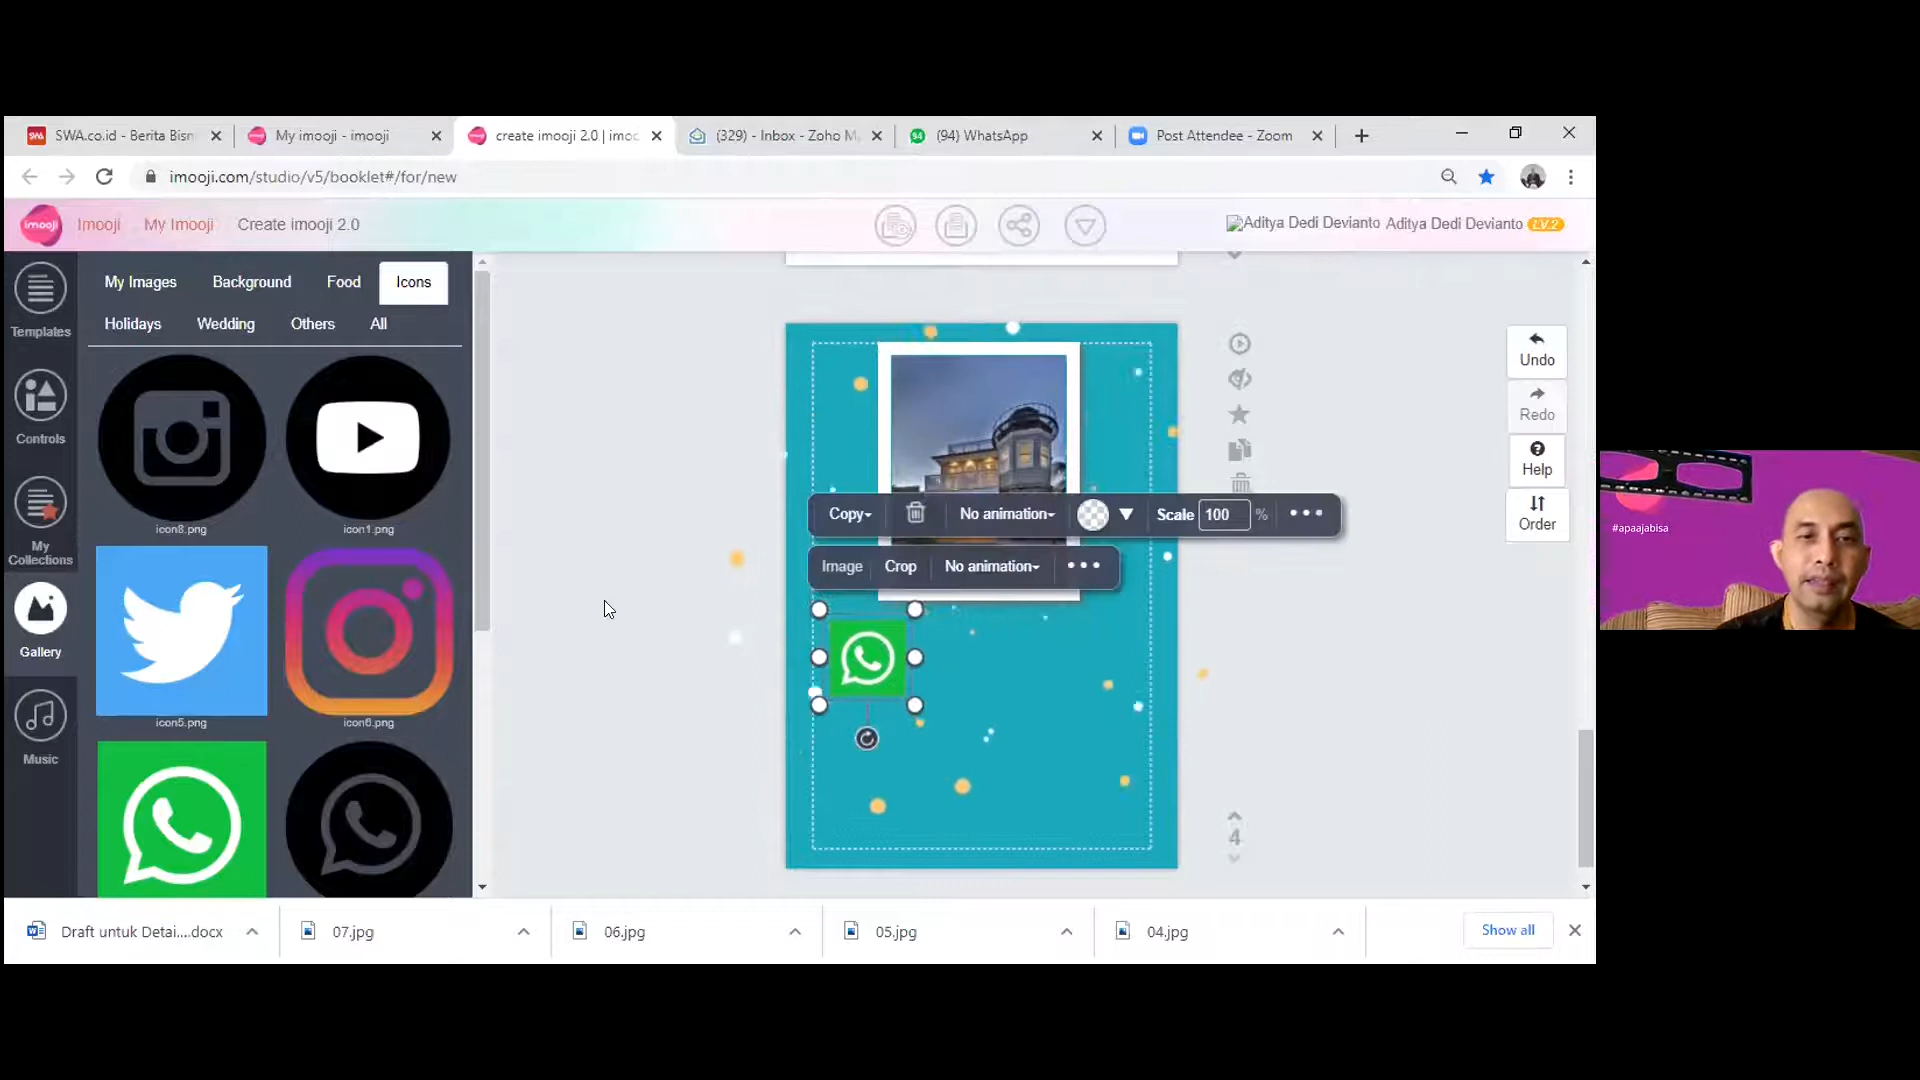 SWA.co.id - Berita Bisn
My imooji - imooji
create imooji 2.0 | imoc
(329) - Inbox - Zoho M
94
(94) WhatsApp
Post Attendee - Zoom
imooji.com/studio/v5/booklet#/for/new
imooji
Imooji
My Imooji
Create imooji 2.0
Aditya Dedi Devianto
Aditya Dedi Devianto
LV.2
Templates
Controls
My
Collections
Gallery
Music
My Images
Background
Food
Icons
Holidays
Wedding
Others
All
icon8.png
icon1.png
icon5.png
icon6.png
Copy
No animation
Scale
100
%
Image
Crop
No animation
4
Undo
Redo
Help
Order
#apaajabisa
Draft untuk Detai....docx
07.jpg
06.jpg
05.jpg
04.jpg
Show all